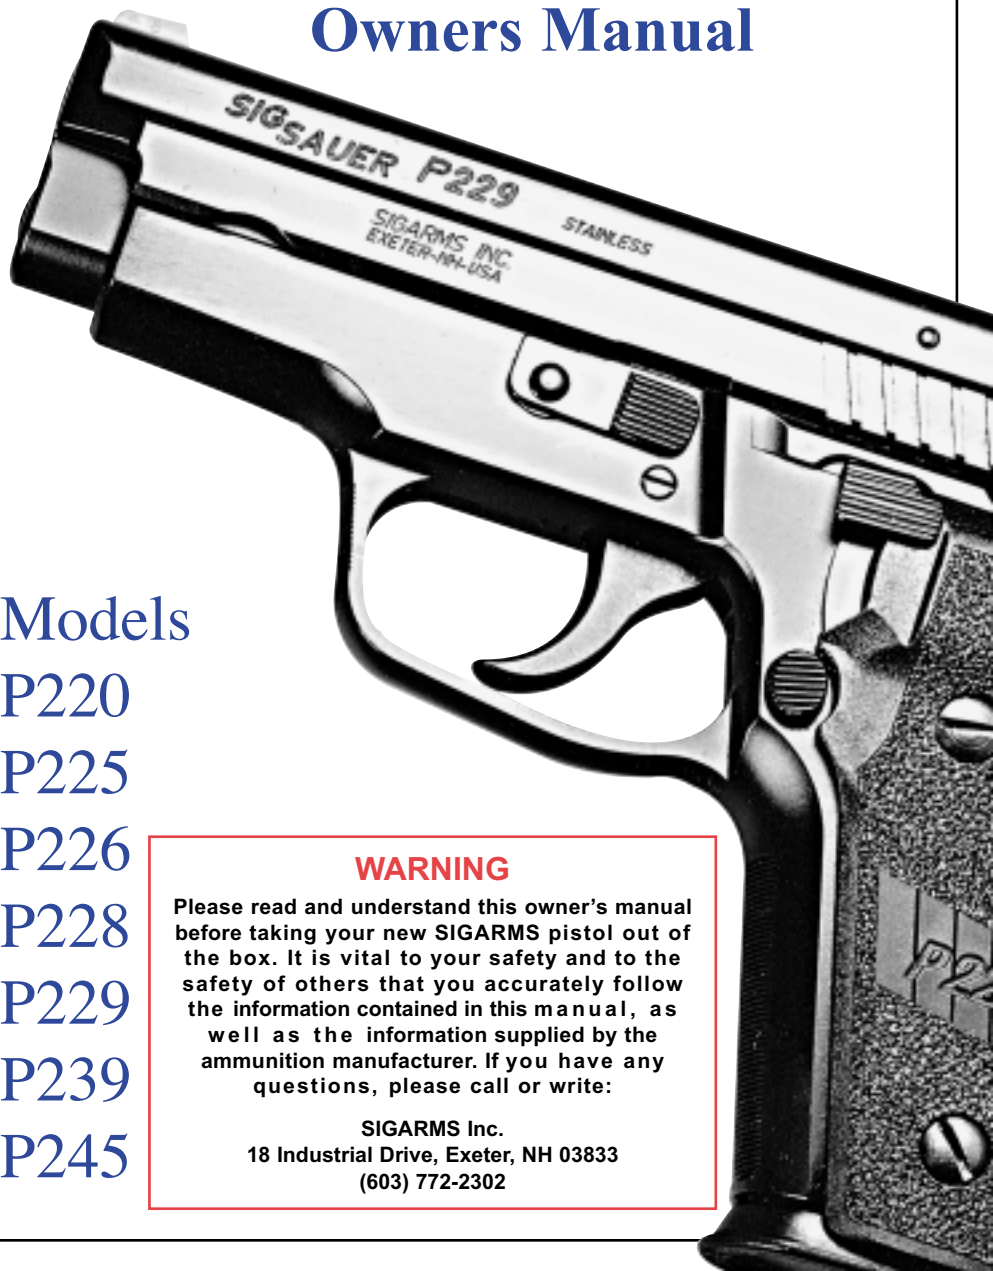 Owners Manual
SIG SAUER P229
STAINLESS
SIGARMS INC.
EXETER-NH-USA
Models
P220
P225
P226
P228
P229
P239
P245
WARNING
Please read and understand this owner's manual
before taking your new SIGARMS pistol out of
the box. It is vital to your safety and to the
safety of others that you accurately follow
the information contained in this manual, as
well as the information supplied by the
ammunition manufacturer. If you have any
questions, please call or write:
SIGARMS Inc.
18 Industrial Drive, Exeter, NH 03833
(603) 772-2302